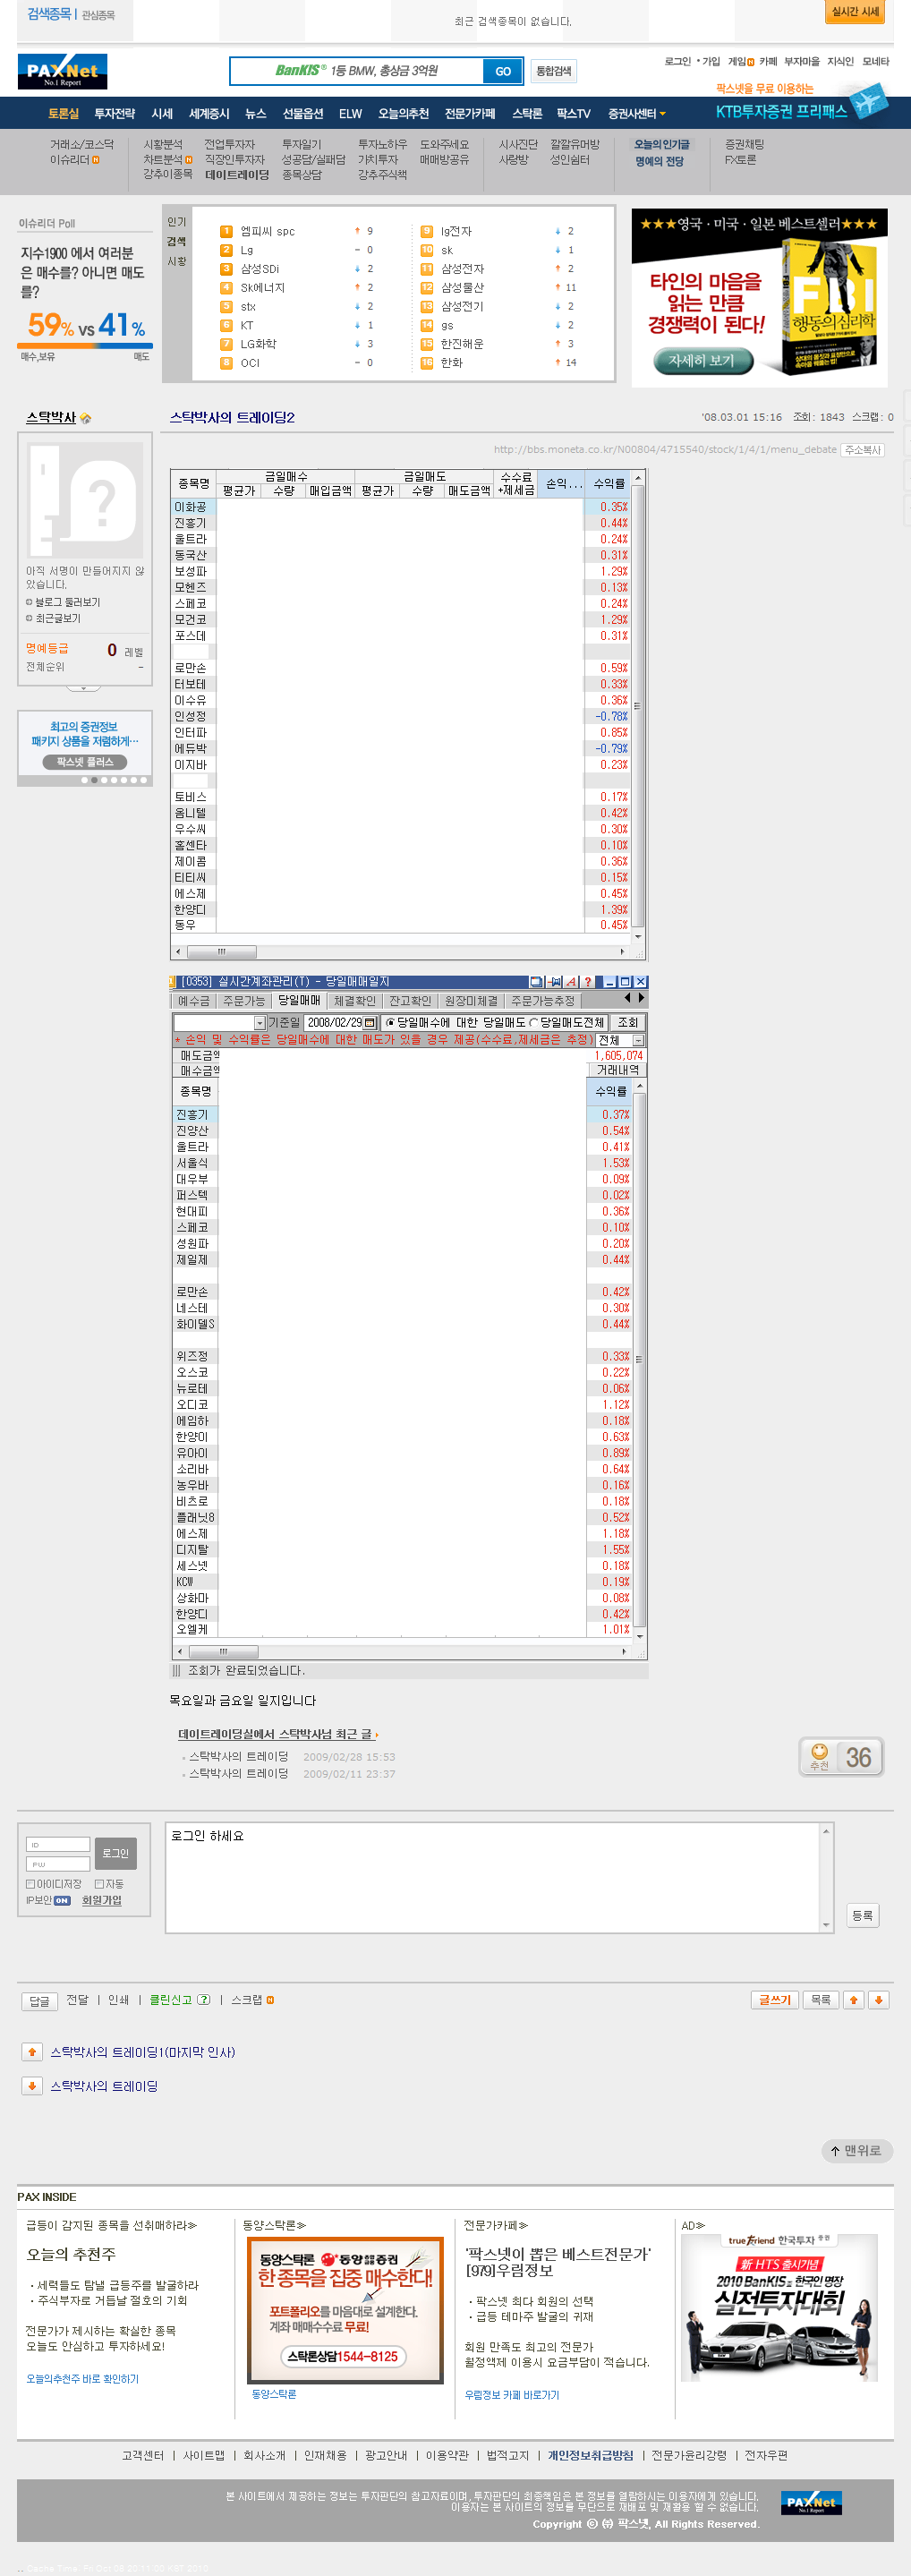 검색종목 | 관심종목
최근 검색종목이 없습니다.
실시간 시세
PAXNet
No.1 Report
BanKIS® 1등 BMW, 총상금 3억원
GO
통합검색
로그인 • 가입 게임 카페 부자마을 지식인 모네타
팍스넷을 무료 이용하는
KTB투자증권 프리패스
토론실 투자전략 시세 세계증시 뉴스 선물옵션 ELW 오늘의추천 전문가카페 스탁론 팍스TV 증권사센터
거래소/코스닥 시황분석 전업투자자 투자일기 투자노하우 도와주세요 시사진단 깔깔유머방 오늘의 인기글 증권채팅
이슈리더 차트분석 직장인투자자 성공담/실패담 가치투자 매매방공유 사랑방 성인쉼터 명예의 전당 FX토론
강추이종목 데이트레이딩 종목상담 강추주식책
이슈리더 Poll
지수1900 에서 여러분
은 매수를? 아니면 매도
를?
59% vs 41%
매수,보유 매도
인기
검색
시황
1 엠피씨 spc 9
2 Lg 0
3 삼성SDi 2
4 Sk에너지 2
5 stx 2
6 KT 1
7 LG화학 3
8 OCI 0
9 lg전자 2
10 sk 1
11 삼성전자 2
12 삼성물산 11
13 삼성전기 2
14 gs 2
15 한진해운 3
16 한화 14
★★★영국·미국·일본 베스트셀러★★★
타인의 마음을
읽는 만큼
경쟁력이 된다!
자세히 보기
FBI
행동의심리학
스탁박사
아직 서명이 만들어지지 않
았습니다.
블로그 둘러보기
최근글보기
명예등급 0 레벨
전체순위 -
최고의 증권정보
패키지 상품을 저렴하게…
팍스넷 플러스
스탁박사의 트레이딩2
'08.03.01 15:16 조회: 1843 스크랩: 0
http://bbs.moneta.co.kr/N00804/4715540/stock/1/4/1/menu_debate 주소복사
종목명 금일매수 금일매도 수수료+제세금 손익... 수익률
평균가 수량 매입금액 평균가 수량 매도금액
이화공 0.35%
진흥기 0.44%
울트라 0.24%
동국산 0.31%
보성파 1.29%
모헨즈 0.13%
스페코 0.24%
모건코 1.29%
포스데 0.31%
로만손 0.59%
터보테 0.33%
이수유 0.36%
인성정 -0.78%
인터파 0.85%
에듀박 -0.79%
이지바 0.23%
토비스 0.17%
옴니텔 0.42%
우수씨 0.30%
홈센타 0.10%
제이콤 0.36%
티티씨 0.15%
에스제 0.45%
한양디 1.39%
동우 0.45%
[0353] 실시간계좌관리(T) - 당일매매일지
예수금 주문가능 당일매매 체결확인 잔고확인 원장미체결 주문가능추정
기준일 2008/02/29 당일매수에 대한 당일매도 당일매도전체 조회
* 손익 및 수익률은 당일매수에 대한 매도가 있을 경우 제공(수수료,제세금은 추정) 전체
매도금액 1,605,074
매수금액 거래내역
종목명 수익률
진흥기 0.37%
진양산 0.54%
울트라 0.41%
서울식 1.53%
대우부 0.09%
퍼스텍 0.02%
현대피 0.36%
스페코 0.10%
성원파 0.20%
제일제 0.44%
로만손 0.42%
네스테 0.30%
화이델S 0.44%
위즈정 0.33%
오스코 0.22%
뉴로테 0.06%
오디코 1.12%
에임하 0.18%
한양이 0.63%
유아이 0.89%
소리바 0.64%
농우바 0.16%
비츠로 0.18%
플래닛8 0.52%
에스제 1.18%
디지탈 1.55%
세스넷 0.18%
KCW 0.19%
상화마 0.08%
한양디 0.42%
오엘케 1.01%
조회가 완료되었습니다.
목요일과 금요일 일지입니다
데이트레이딩실에서 스탁박사님 최근 글
스탁박사의 트레이딩 2009/02/28 15:53
스탁박사의 트레이딩 2009/02/11 23:37
추천 36
ID
PW
로그인
아이디저장 자동
IP보안 ON 회원가입
로그인 하세요
등록
답글 전달 | 인쇄 | 클린신고 ? | 스크랩
글쓰기 목록
스탁박사의 트레이딩1(마지막 인사)
스탁박사의 트레이딩
맨위로
PAX INSIDE
급등이 감지된 종목을 선취매하라≫
오늘의 추천주
· 세력들도 탐낼 급등주를 발굴하라
· 주식부자로 거듭날 절호의 기회
전문가가 제시하는 확실한 종목
오늘도 안심하고 투자하세요!
오늘의추천주 바로 확인하기
동양스탁론≫
동양스탁론 동양종합금융증권
한 종목을 집중 매수한다!
포트폴리오를 마음대로 설계한다.
계좌 매매수수료 무료!
스탁론상담1544-8125
동양스탁론
전문가카페≫
'팍스넷이 뽑은 베스트전문가'
[979]우림정보
· 팍스넷 최다 회원의 선택
· 급등 테마주 발굴의 귀재
회원 만족도 최고의 전문가
월정액제 이용시 요금부담이 적습니다.
우림정보 카페 바로가기
AD≫
true friend 한국투자증권
新 HTS 출시기념
2010 BanKIS배 한국인 명장
실전투자대회
고객센터 | 사이트맵 | 회사소개 | 인재채용 | 광고안내 | 이용약관 | 법적고지 | 개인정보취급방침 | 전문가윤리강령 | 전자우편
본 사이트에서 제공하는 정보는 투자판단의 참고자료이며, 투자판단의 최종책임은 본 정보를 열람하시는 이용자에게 있습니다.
이용자는 본 사이트의 정보를 무단으로 재배포 및 재활용 할 수 없습니다.
Copyright ⓒ ㈜ 팍스넷, All Rights Reserved.
PAXNet
No.1 Report